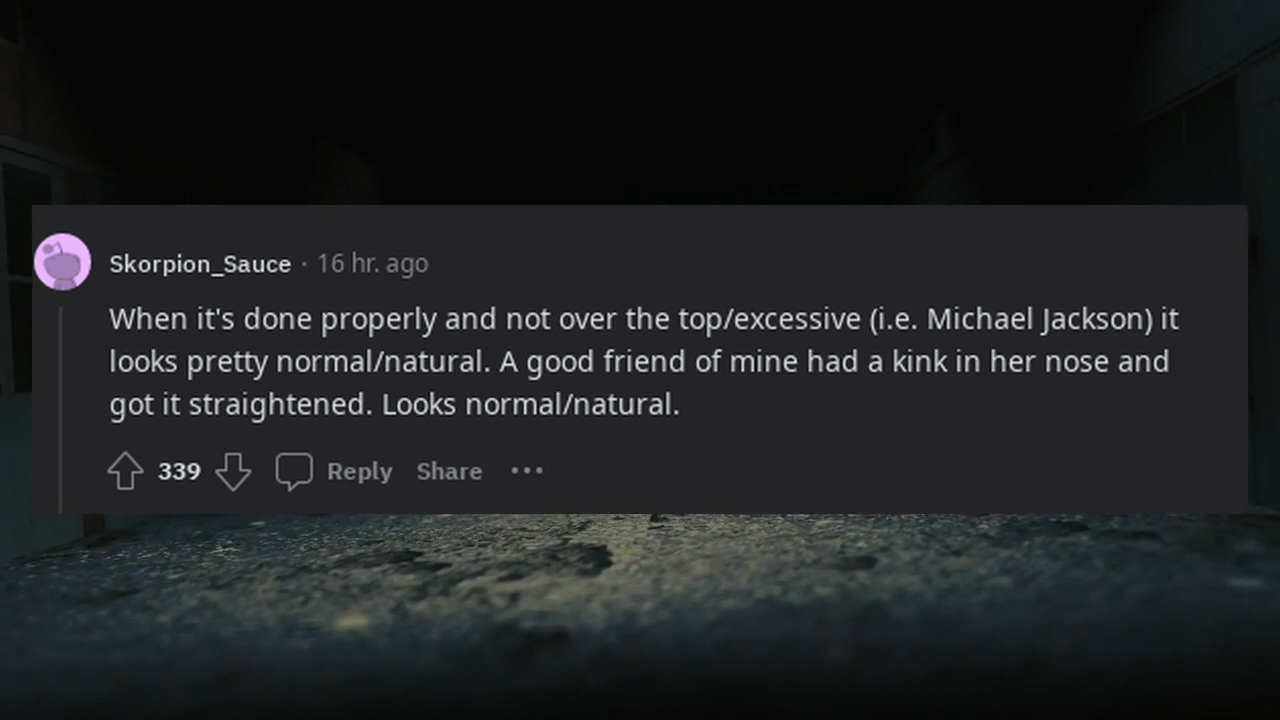 Skorpion_Sauce · 16 hr. ago
When it's done properly and not over the top/excessive (i.e. Michael Jackson) it
looks pretty normal/natural. A good friend of mine had a kink in her nose and
got it straightened. Looks normal/natural.
339 Reply Share •••